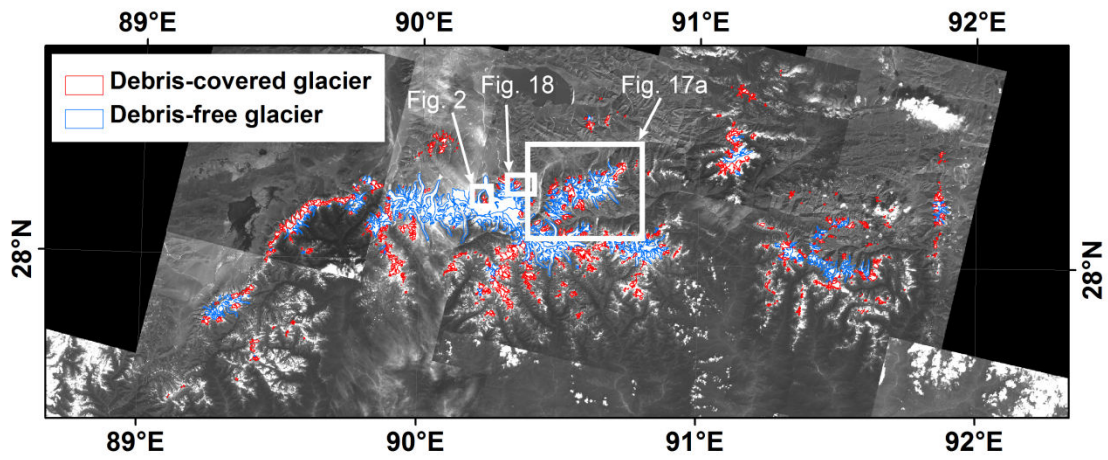 89°E 90°E 91°E 92°E
Debris-covered glacier
Debris-free glacier
Fig. 2
Fig. 18
Fig. 17a
28°N
28°N
89°E 90°E 91°E 92°E